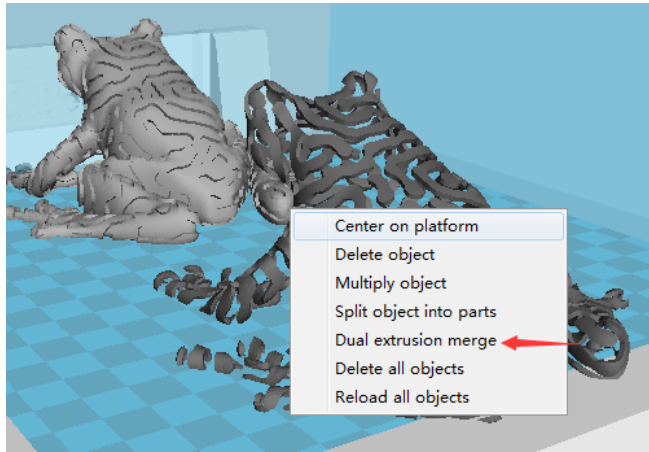 Center on platform
Delete object
Multiply object
Split object into parts
Dual extrusion merge
Delete all objects
Reload all objects